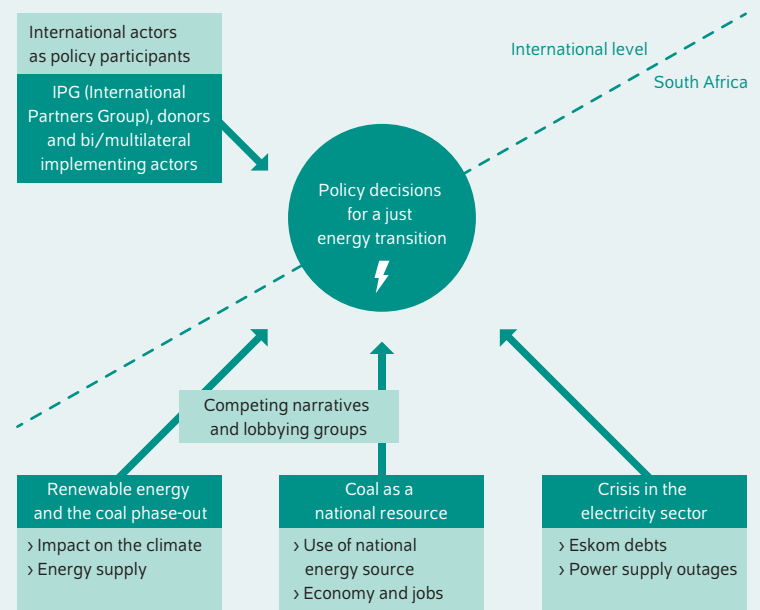 International actors
as policy participants
IPG (International
Partners Group), donors
and bi/multilateral
implementing actors
International level
South Africa
Policy decisions
for a just
energy transition
Competing narratives
and lobbying groups
Renewable energy
and the coal phase-out
› Impact on the climate
› Energy supply
Coal as a
national resource
› Use of national
energy source
› Economy and jobs
Crisis in the
electricity sector
› Eskom debts
› Power supply outages